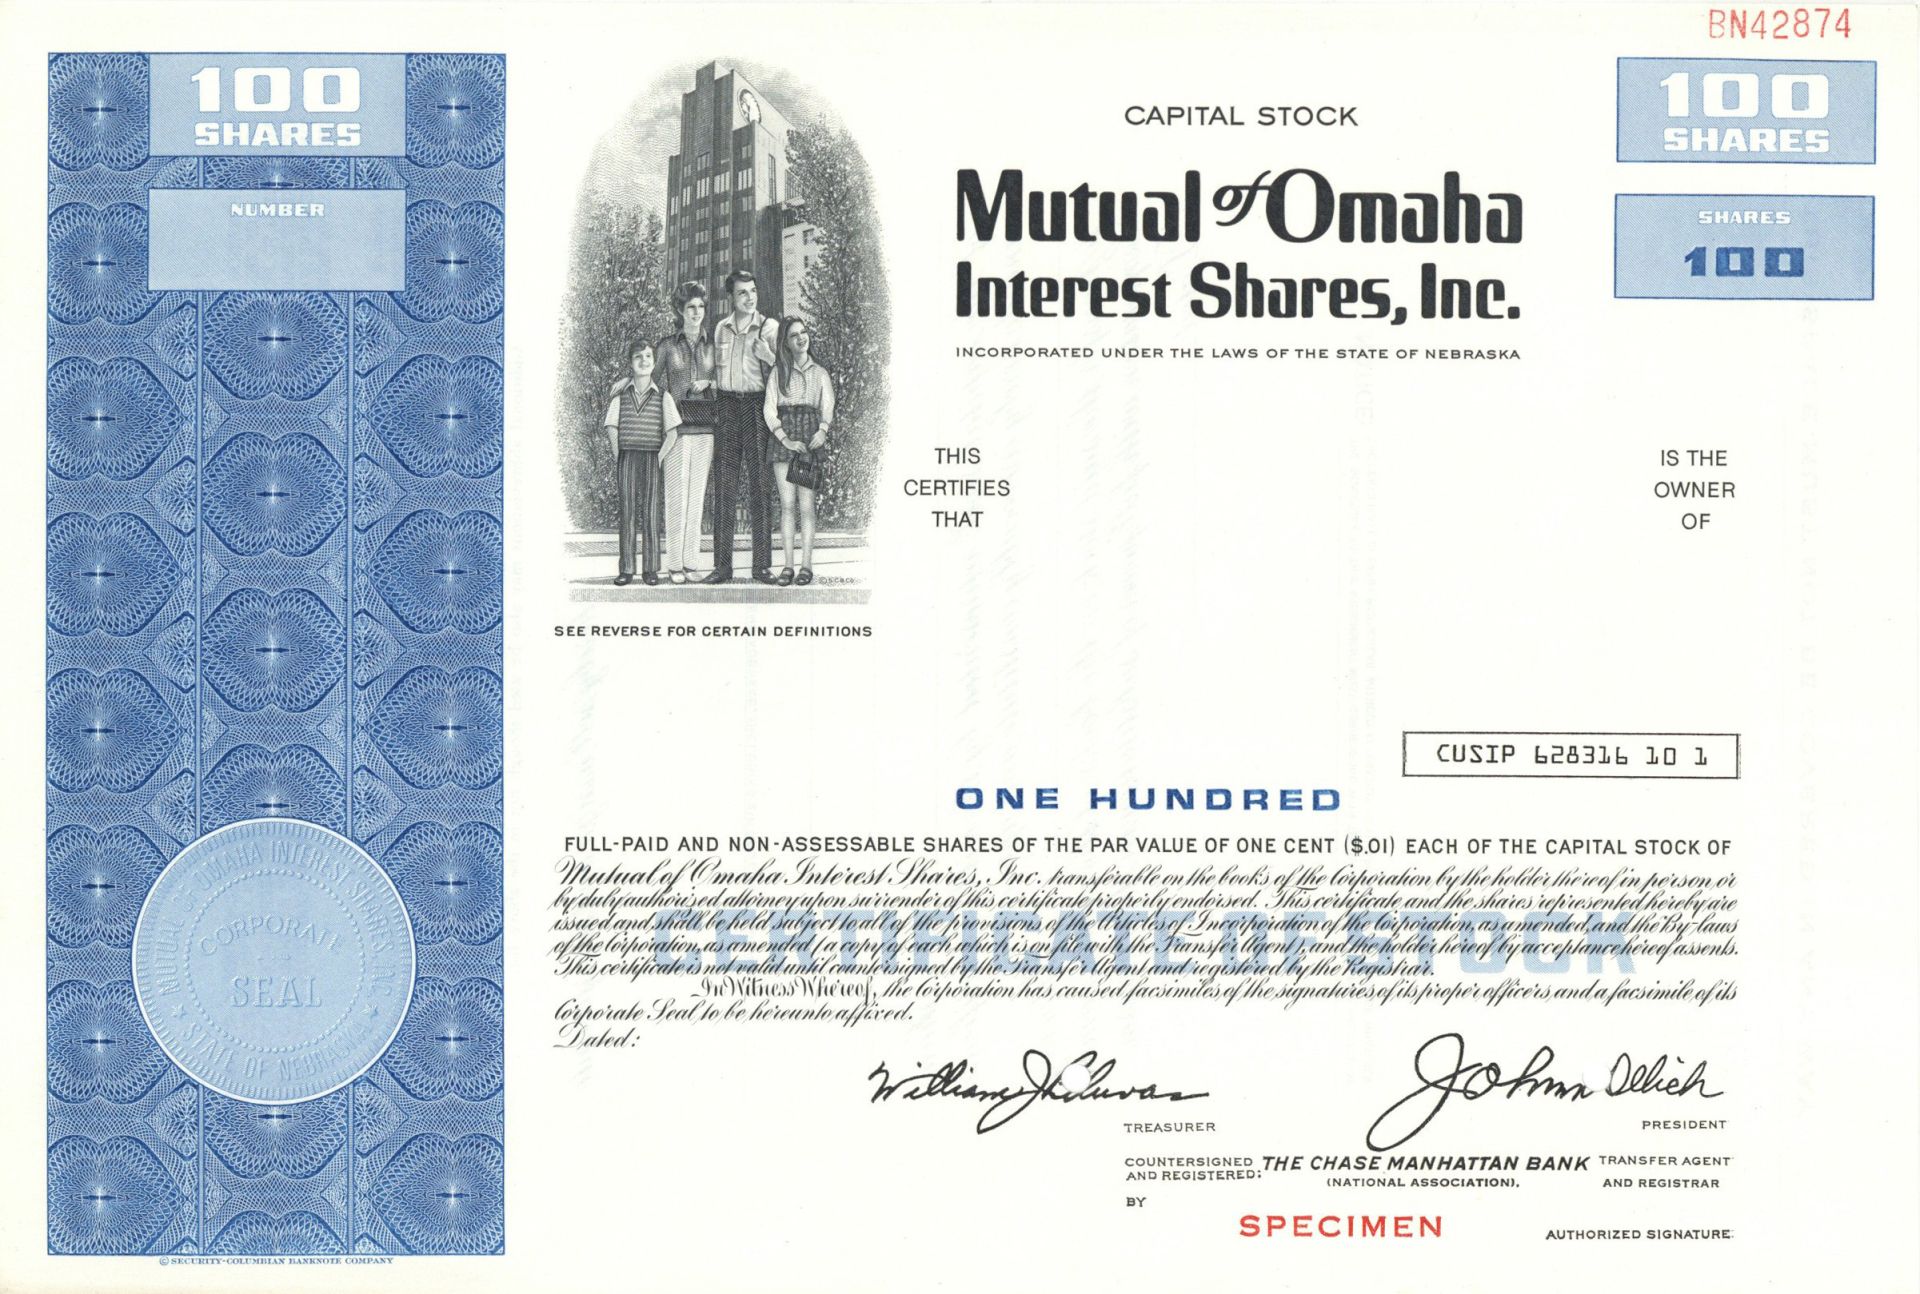 BN42874
100
SHARES
NUMBER
CAPITAL STOCK
Mutual of Omaha
Interest Shares, Inc.
INCORPORATED UNDER THE LAWS OF THE STATE OF NEBRASKA
100
SHARES
SHARES
100
THIS
CERTIFIES
THAT
IS THE
OWNER
OF
©SCBCO.
SEE REVERSE FOR CERTAIN DEFINITIONS
CUSIP 628316 10 1
ONE HUNDRED
FULL-PAID AND NON-ASSESSABLE SHARES OF THE PAR VALUE OF ONE CENT ($.01) EACH OF THE CAPITAL STOCK OF
Mutual of Omaha Interest Shares, Inc. transferable on the books of the Corporation by the holder thereof in person, or
by duly authorized attorney upon surrender of this certificate properly endorsed. This certificate and the shares represented hereby are
issued and shall be held subject to all of the provisions of the Articles of Incorporation of the Corporation, as amended, and the By-laws
of the Corporation, as amended (a copy of each which is on file with the Transfer Agent), and the holder hereof by acceptance hereof assents.
This certificate is not valid until countersigned by the Transfer Agent and registered by the Registrar.
CERTIFICATE OF STOCK
In Witness Whereof, the Corporation has caused facsimiles of the signatures of its proper officers and a facsimile of its
Corporate Seal to be hereunto affixed.
Dated:
MUTUAL OF OMAHA INTEREST SHARES, INC.
CORPORATE
SEAL
STATE OF NEBRASKA
William J.
John
TREASURER
PRESIDENT
COUNTERSIGNED
AND REGISTERED:
THE CHASE MANHATTAN BANK
(NATIONAL ASSOCIATION),
TRANSFER AGENT
AND REGISTRAR
BY
SPECIMEN
AUTHORIZED SIGNATURE.
© SECURITY-COLUMBIAN BANKNOTE COMPANY